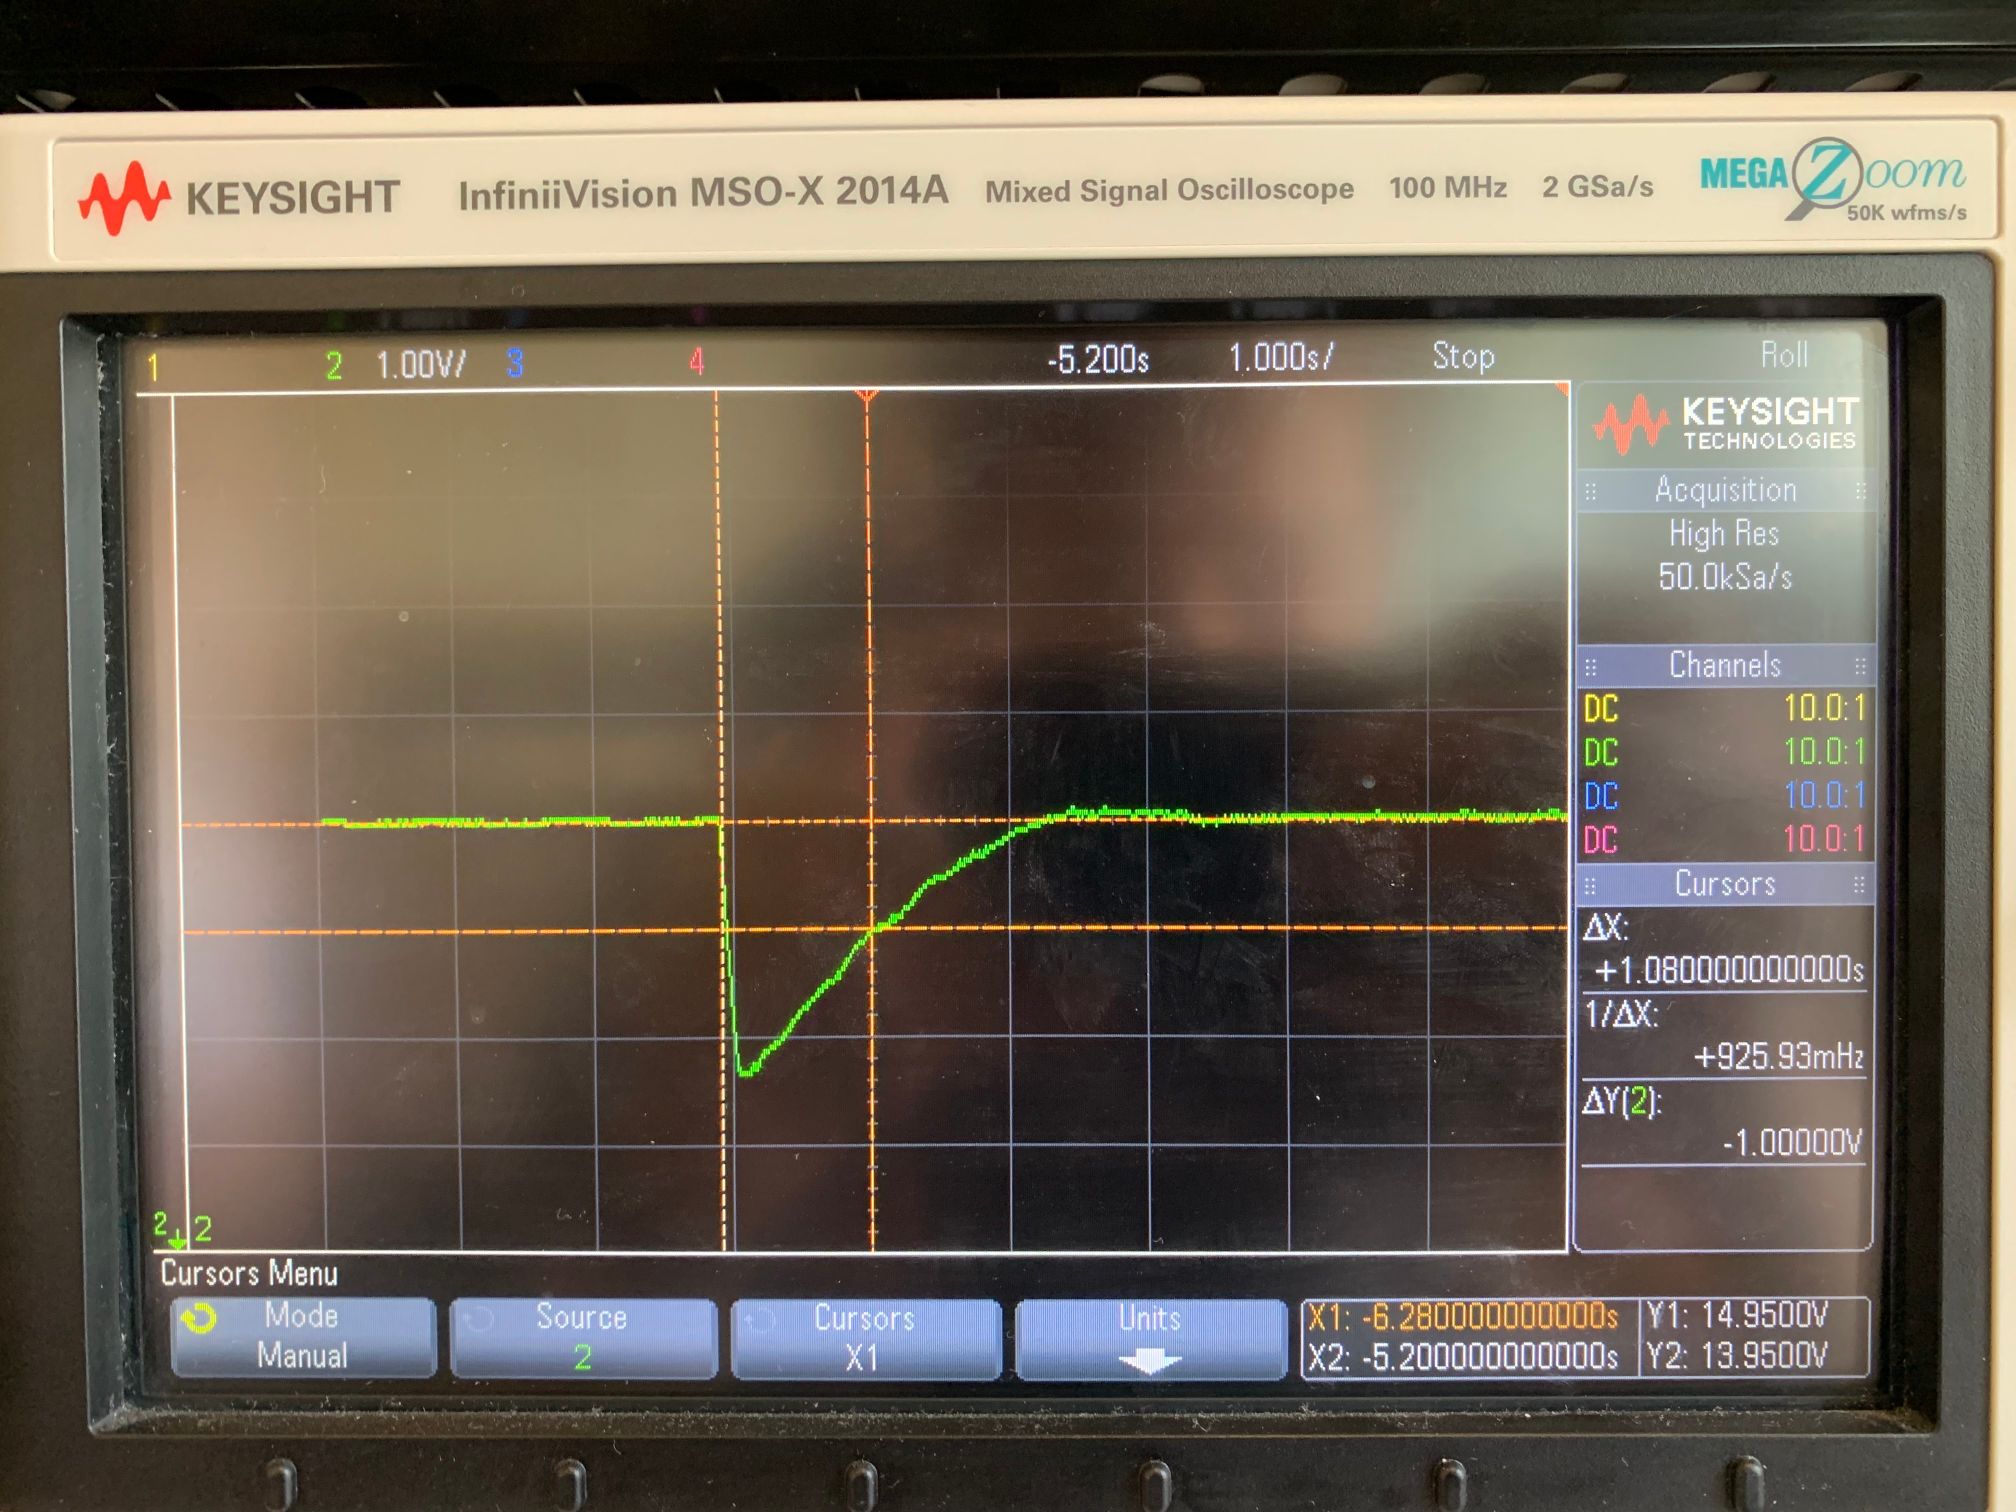 KEYSIGHT InfiniiVision MSO-X 2014A Mixed Signal Oscilloscope 100 MHz 2 GSa/s MEGA Zoom
50K wfms/s
1 2 1.00V/ 3 4 -5.200s 1.000s/ Stop Roll
KEYSIGHT
TECHNOLOGIES
Acquisition
High Res
50.0kSa/s
Channels
DC 10.0:1
DC 10.0:1
DC 10.0:1
DC 10.0:1
Cursors
ΔX:
+1.080000000000s
1/ΔX:
+925.93mHz
ΔY(2):
-1.00000V
2 2
Cursors Menu
Mode
Manual
Source
2
Cursors
X1
Units
X1: -6.280000000000s Y1: 14.9500V
X2: -5.200000000000s Y2: 13.9500V